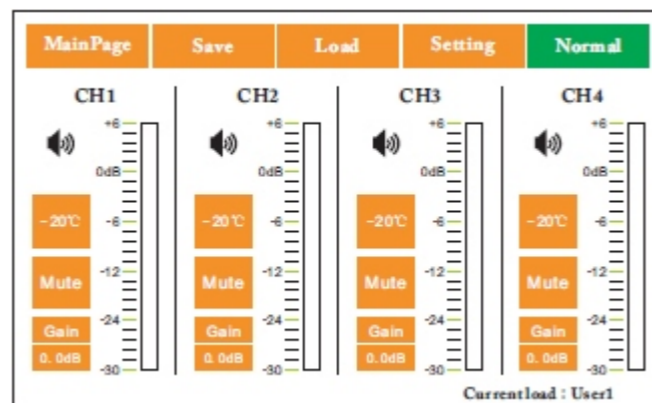 MainPage Save Load Setting Normal
CH1 CH2 CH3 CH4
+6 +6 +6 +6
0dB 0dB 0dB 0dB
-20℃ -6 -20℃ -6 -20℃ -6 -20℃ -6
Mute -12 Mute -12 Mute -12 Mute -12
Gain -24 Gain -24 Gain -24 Gain -24
0.0dB -30 0.0dB -30 0.0dB -30 0.0dB -30
Current load : User1